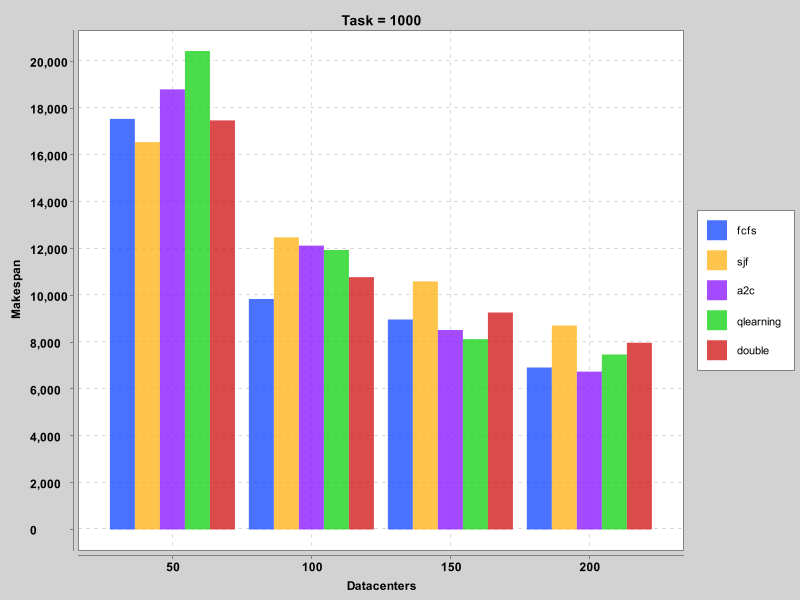 Task = 1000
Makespan
20,000
18,000
16,000
14,000
12,000
10,000
8,000
6,000
4,000
2,000
0
50 100 150 200
Datacenters
fcfs
sjf
a2c
qlearning
double